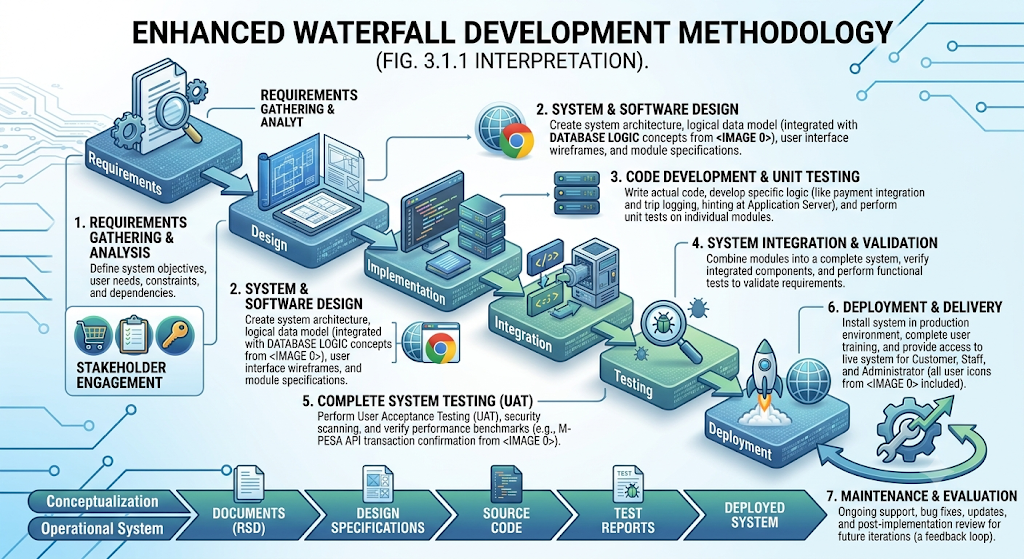 ENHANCED WATERFALL DEVELOPMENT METHODOLOGY
(FIG. 3.1.1 INTERPRETATION).
REQUIREMENTS
GATHERING &
ANALYT
Requirements
1. REQUIREMENTS
GATHERING &
ANALYSIS
Define system objectives,
user needs, constraints,
and dependencies.
STAKEHOLDER
ENGAGEMENT
Design
2. SYSTEM & SOFTWARE DESIGN
Create system architecture, logical data model (integrated with
DATABASE LOGIC concepts from <IMAGE 0>), user interface
wireframes, and module specifications.
2. SYSTEM &
SOFTWARE DESIGN
Create system architecture,
logical data model (integrated
with DATABASE LOGIC concepts
from <IMAGE 0>), user
interface wireframes, and
module specifications.
Implementation
3. CODE DEVELOPMENT & UNIT TESTING
Write actual code, develop specific logic (like payment integration
and trip logging, hinting at Application Server), and perform
unit tests on individual modules.
Integration
4. SYSTEM INTEGRATION & VALIDATION
Combine modules into a complete system, verify
integrated components, and perform functional
tests to validate requirements.
Testing
5. COMPLETE SYSTEM TESTING (UAT)
Perform User Acceptance Testing (UAT), security
scanning, and verify performance benchmarks (e.g., M-
PESA API transaction confirmation from <IMAGE 0>).
Deployment
6. DEPLOYMENT & DELIVERY
Install system in production
environment, complete user
training, and provide access to
live system for Customer, Staff,
and Administrator (all user icons
from <IMAGE 0> included).
7. MAINTENANCE & EVALUATION
Ongoing support, bug fixes, updates,
and post-implementation review for
future iterations (a feedback loop).
Conceptualization
Operational System
DOCUMENTS
(RSD)
DESIGN
SPECIFICATIONS
SOURCE
CODE
TEST
TEST
REPORTS
DEPLOYED
SYSTEM